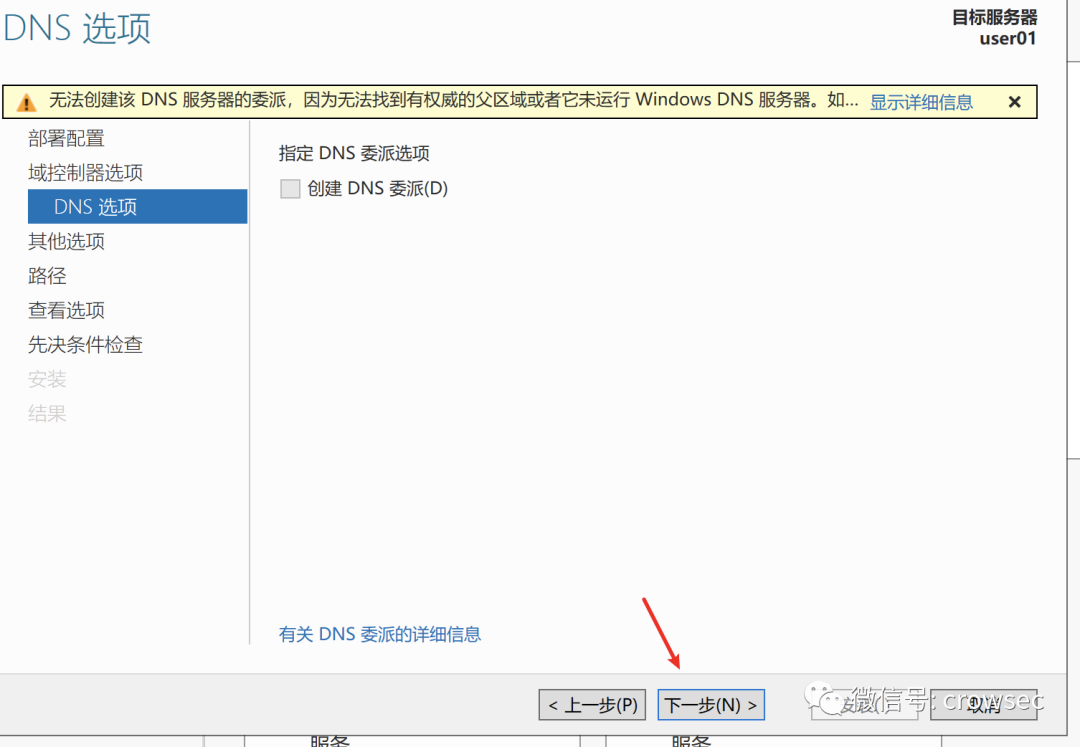 DNS 选项
目标服务器
user01
无法创建该 DNS 服务器的委派，因为无法找到有权威的父区域或者它未运行 Windows DNS 服务器。如... 显示详细信息
部署配置
域控制器选项
DNS 选项
其他选项
路径
查看选项
先决条件检查
安装
结果
指定 DNS 委派选项
创建 DNS 委派(D)
有关 DNS 委派的详细信息
< 上一步(P)
下一步(N) >
取消
微信号: crowsec